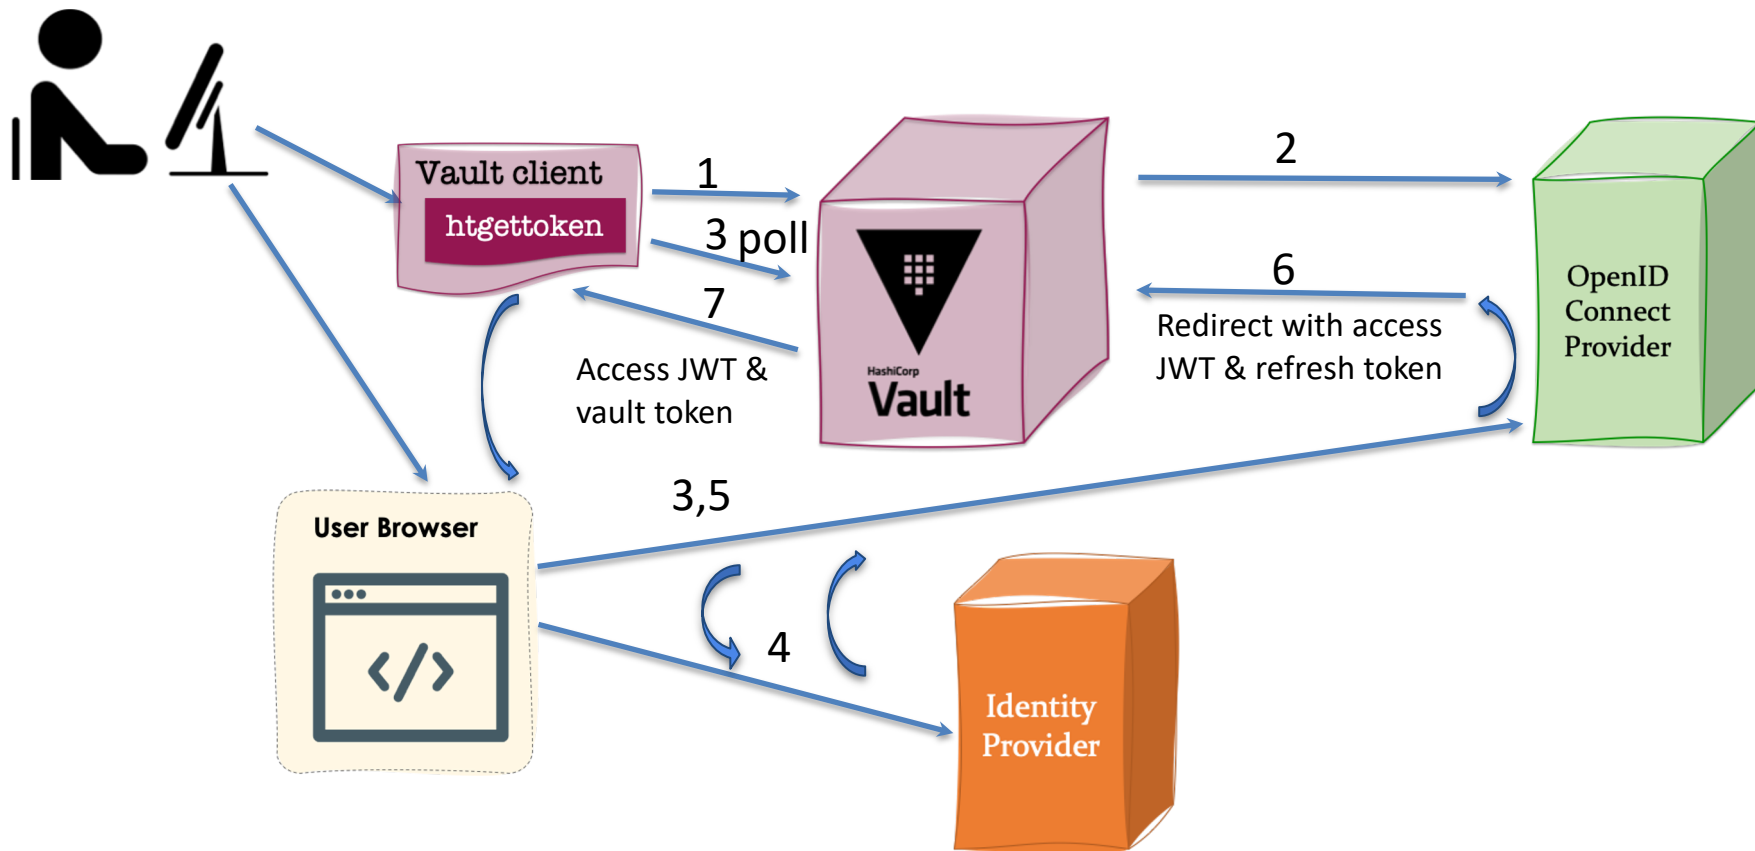 Vault client
htgettoken
1
3 poll
7
Access JWT &
vault token
HashiCorp
Vault
2
6
Redirect with access
JWT & refresh token
OpenID
Connect
Provider
User Browser
</>
3,5
4
Identity
Provider